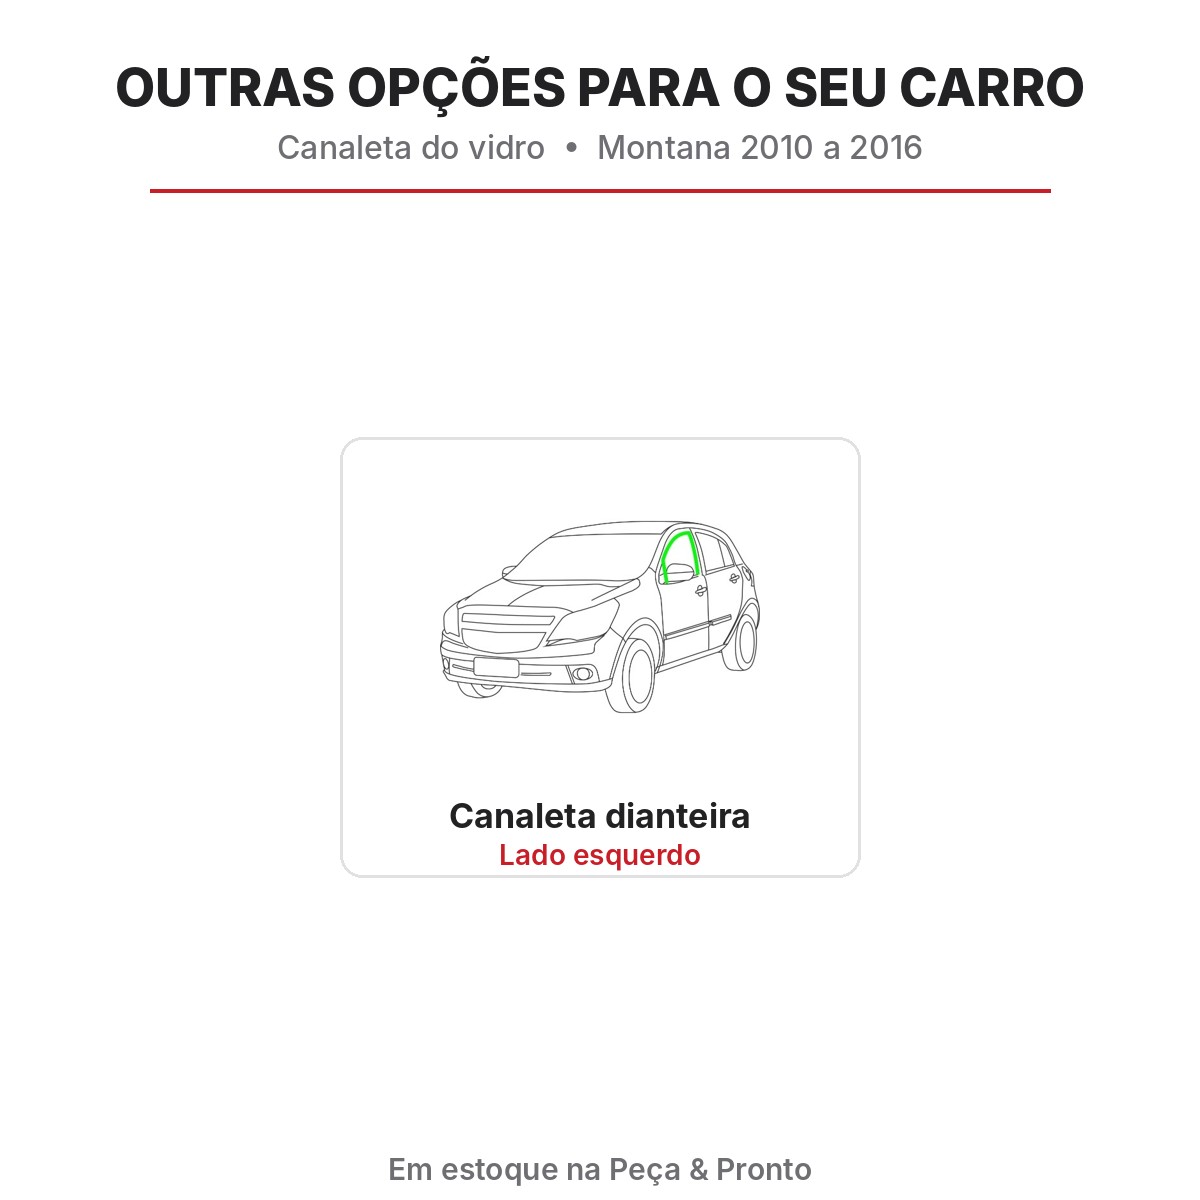 OUTRAS OPÇÕES PARA O SEU CARRO
Canaleta do vidro • Montana 2010 a 2016
Canaleta dianteira
Lado esquerdo
Em estoque na Peça & Pronto